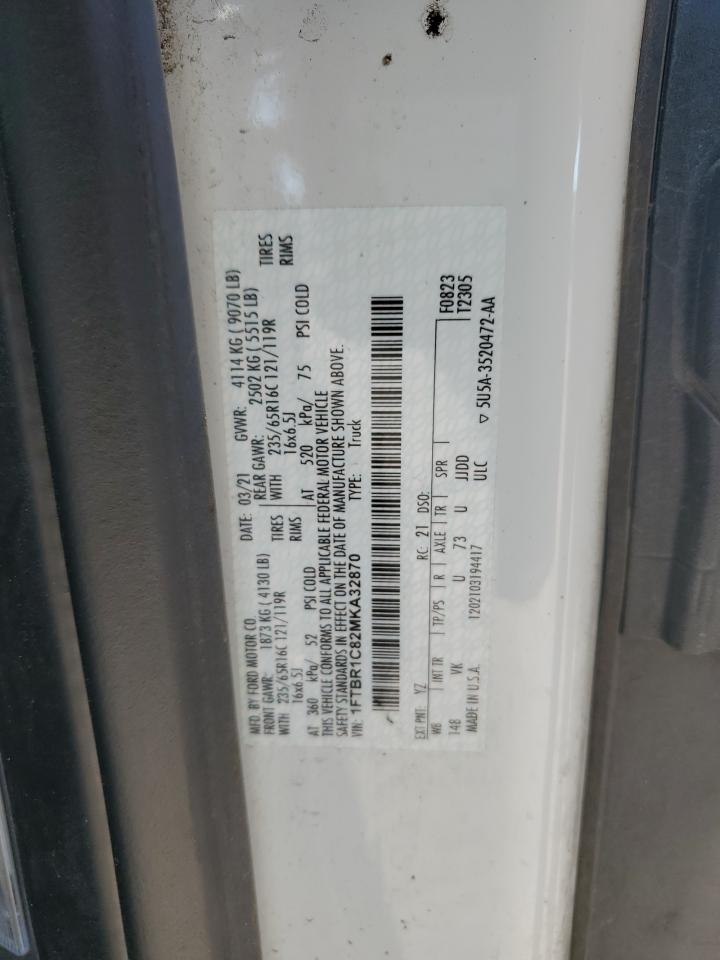 MFD. BY FORD MOTOR CO. DATE: 03/21 GVWR: 4114 KG ( 9070 LB)
FRONT GAWR: 1873 KG ( 4130 LB) REAR GAWR: 2502 KG ( 5515 LB)
WITH 235/65R16C 121/119R TIRES WITH 235/65R16C 121/119R TIRES
16x6.5J RIMS 16x6.5J RIMS
AT 360 kPa/ 52 PSI COLD AT 520 kPa/ 75 PSI COLD
THIS VEHICLE CONFORMS TO ALL APPLICABLE FEDERAL MOTOR VEHICLE
SAFETY STANDARDS IN EFFECT ON THE DATE OF MANUFACTURE SHOWN ABOVE.
VIN: 1FTBR1C82MKA32870 TYPE: Truck
EXT PNT: YZ RC: 21 DSO: F0823
WB INT TR TP/PS R AXLE TR SPR T2305
148 VK U 73 U JJDD
MADE IN U.S.A. 1202103194417 ULC
▽ 5U5A-3520472-AA